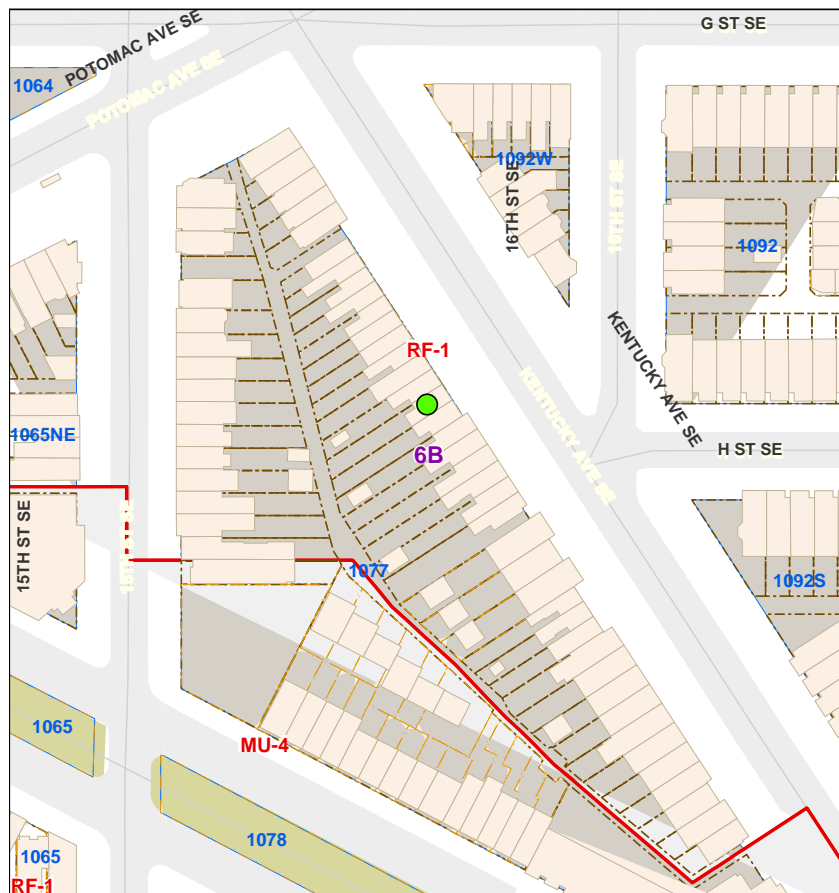 G ST SE
POTOMAC AVE SE
1064
POTOMAC AVE SE
1092W
16TH ST SE
16TH ST SE
1092
KENTUCKY AVE SE
RF-1
KENTUCKY AVE SE
1065NE
6B
H ST SE
15TH ST SE
15TH ST SE
1077
1092S
1065
MU-4
1078
1065
RF-1